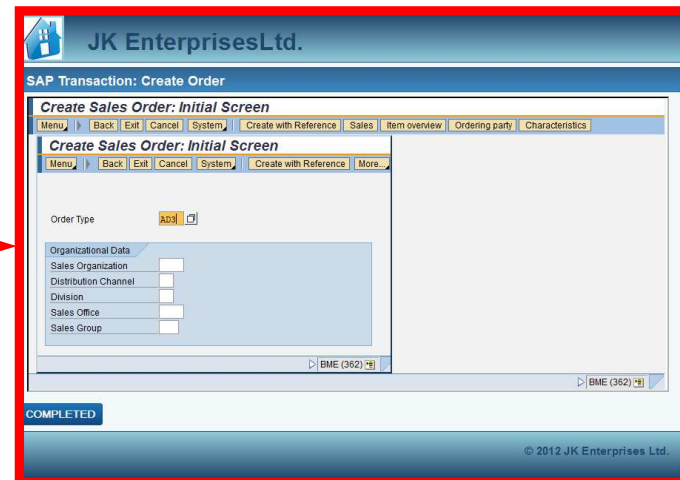 JK EnterprisesLtd.
SAP Transaction: Create Order
Create Sales Order: Initial Screen
Menu Back Exit Cancel System Create with Reference Sales Item overview Ordering party Characteristics
Create Sales Order: Initial Screen
Menu Back Exit Cancel System Create with Reference More...
Order Type AD3
Organizational Data
Sales Organization
Distribution Channel
Division
Sales Office
Sales Group
BME (362)
BME (362)
COMPLETED
© 2012 JK Enterprises Ltd.